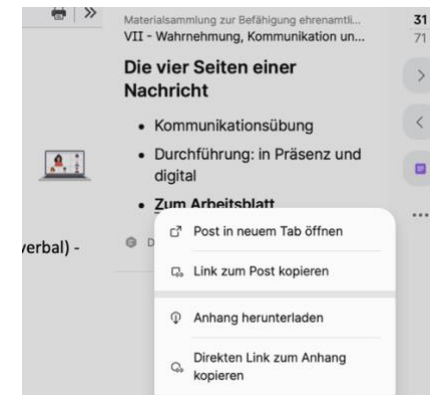 Materialsammlung zur Befähigung ehrenamtli...
VII - Wahrnehmung, Kommunikation un...
31
71
Die vier Seiten einer
Nachricht
• Kommunikationsübung
• Durchführung: in Präsenz und
digital
• Zum Arbeitsblatt
verbal) -
D
Post in neuem Tab öffnen
Link zum Post kopieren
Anhang herunterladen
Direkten Link zum Anhang
kopieren